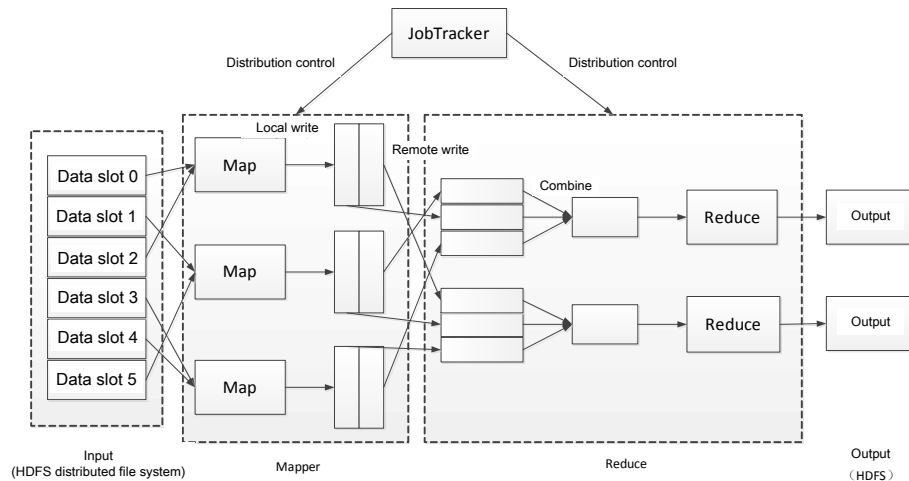 JobTracker
Distribution control
Distribution control
Local write
Remote write
Data slot 0
Data slot 1
Data slot 2
Data slot 3
Data slot 4
Data slot 5
Map
Map
Map
Combine
Reduce
Reduce
Output
Output
Input
(HDFS distributed file system)
Mapper
Reduce
Output
（HDFS）